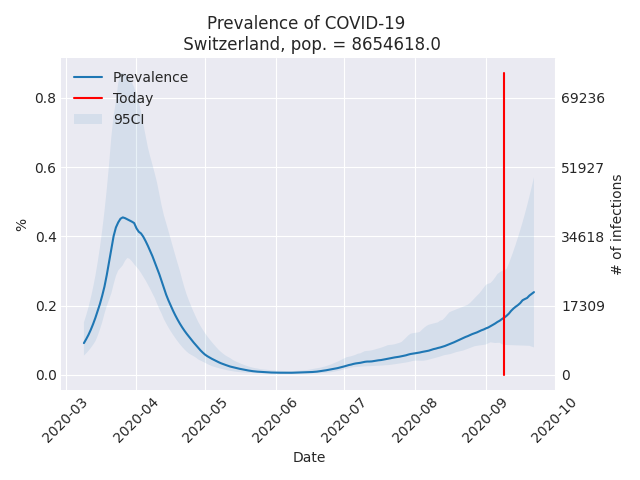 Prevalence of COVID-19
Switzerland, pop. = 8654618.0
Prevalence
Today
95CI
0.8
0.6
0.4
0.2
0.0
%
69236
51927
34618
17309
0
# of infections
2020-03
2020-04
2020-05
2020-06
2020-07
2020-08
2020-09
2020-10
Date